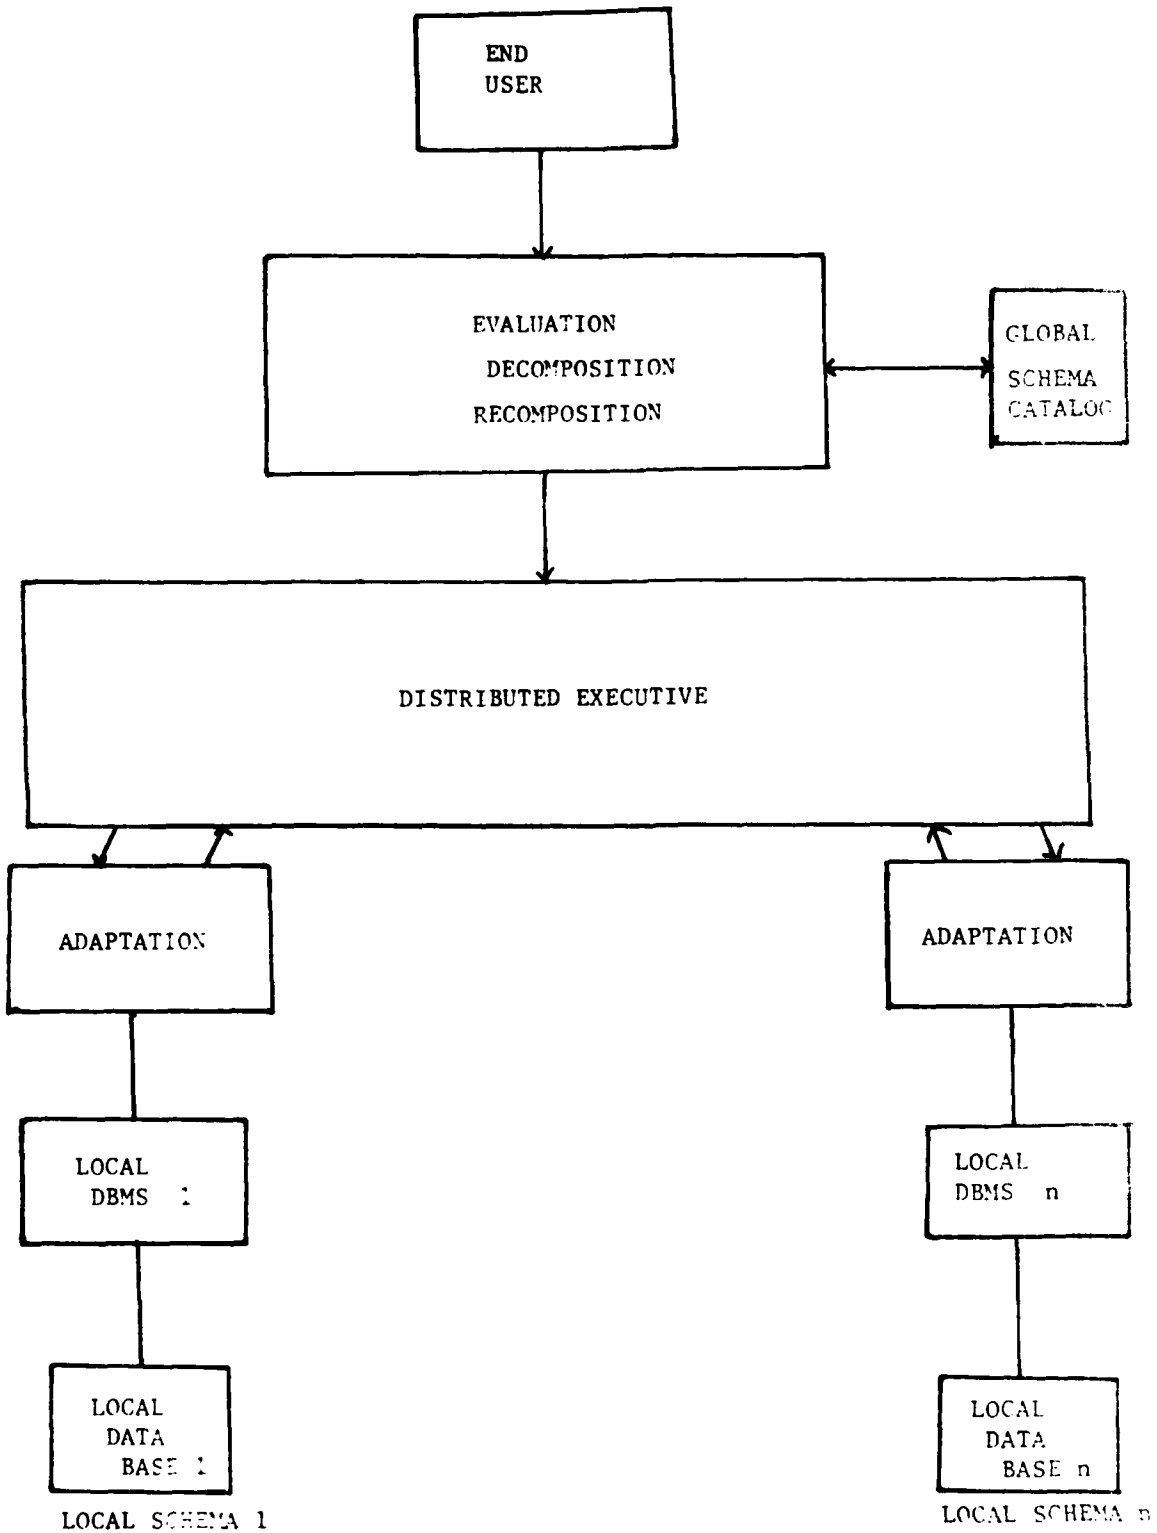 END
USER
EVALUATION
DECOMPOSITION
RECOMPOSITION
GLOBAL
SCHEMA
CATALOG
DISTRIBUTED EXECUTIVE
ADAPTATION
ADAPTATION
LOCAL
DBMS 1
LOCAL
DBMS n
LOCAL
DATA
BASE 1
LOCAL SCHEMA 1
LOCAL
DATA
BASE n
LOCAL SCHEMA n